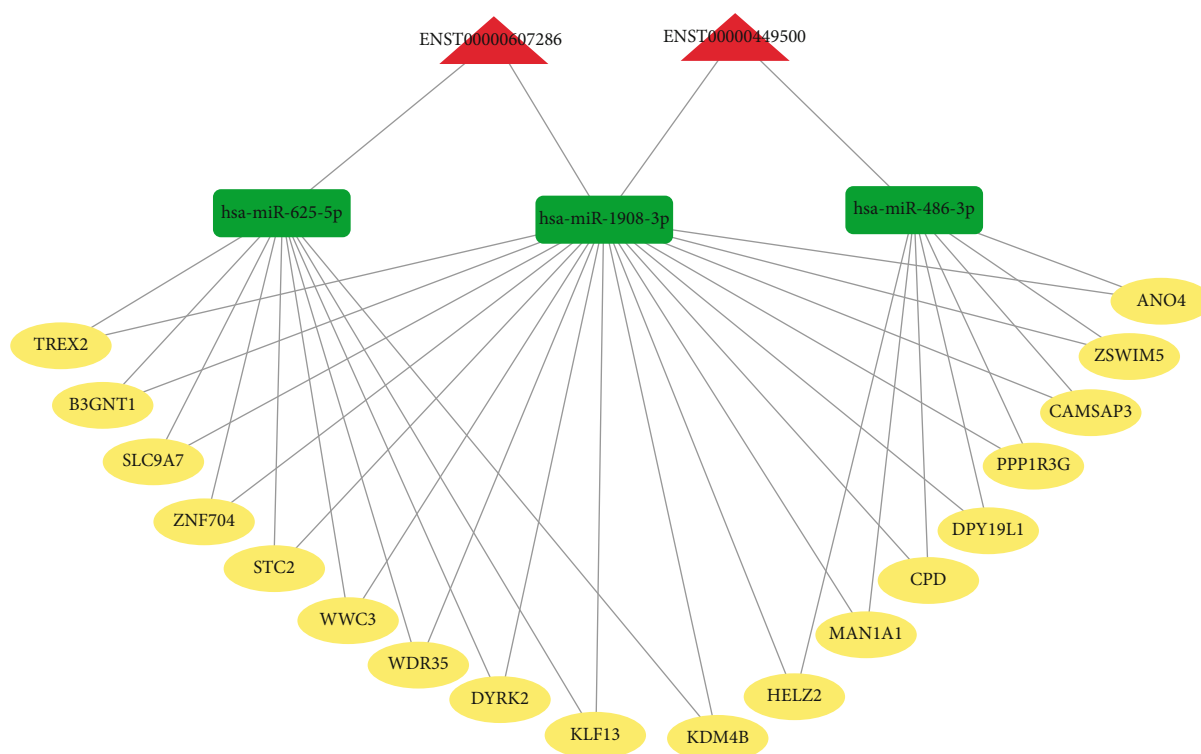 ENST00000607286
ENST00000449500
hsa-miR-625-5p
hsa-miR-1908-3p
hsa-miR-486-3p
TREX2
B3GNT1
SLC9A7
ZNF704
STC2
WWC3
WDR35
DYRK2
KLF13
KDM4B
HELZ2
MAN1A1
CPD
DPY19L1
PPP1R3G
CAMSAP3
ZSWIM5
ANO4